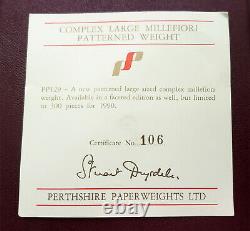 COMPLEX LARGE MILLEFIORI
PATTERNED WEIGHT
PP129 - A new patterned large sized complex millefiori
weight. Available in a faceted edition as well, but limited
to 300 pieces for 1990.
Certificate No. 106
Stuart Drysdale
PERTHSHIRE PAPERWEIGHTS LTD